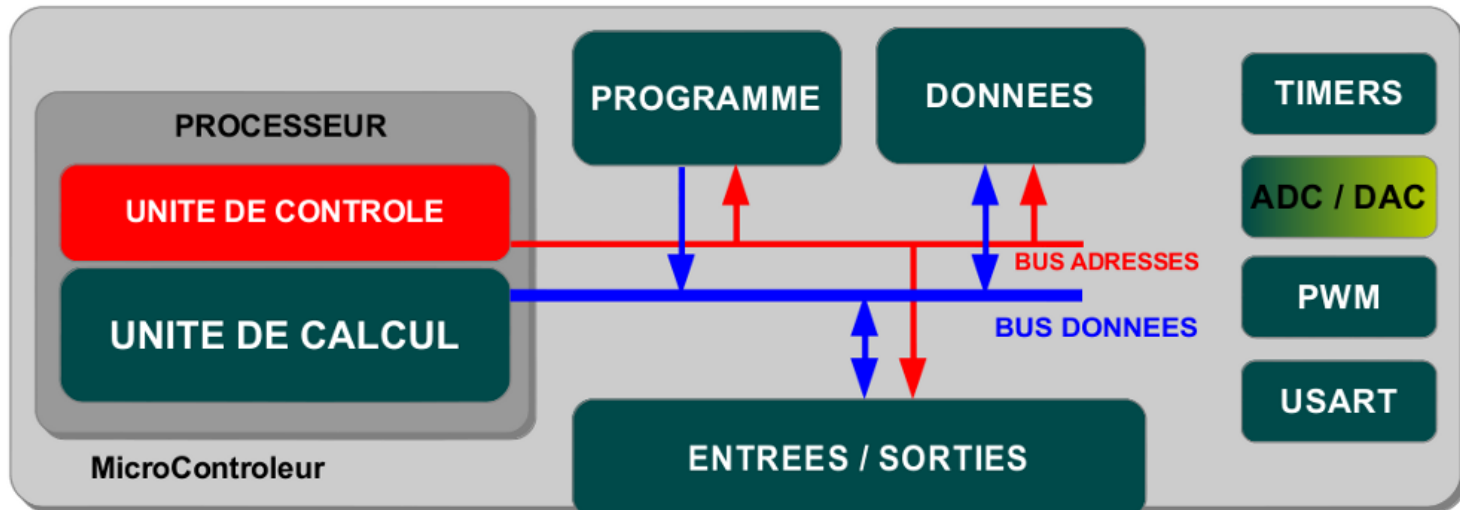 PROCESSEUR
UNITE DE CONTROLE
UNITE DE CALCUL
MicroControleur
PROGRAMME
DONNEES
BUS ADRESSES
BUS DONNEES
ENTREES / SORTIES
TIMERS
ADC / DAC
PWM
USART